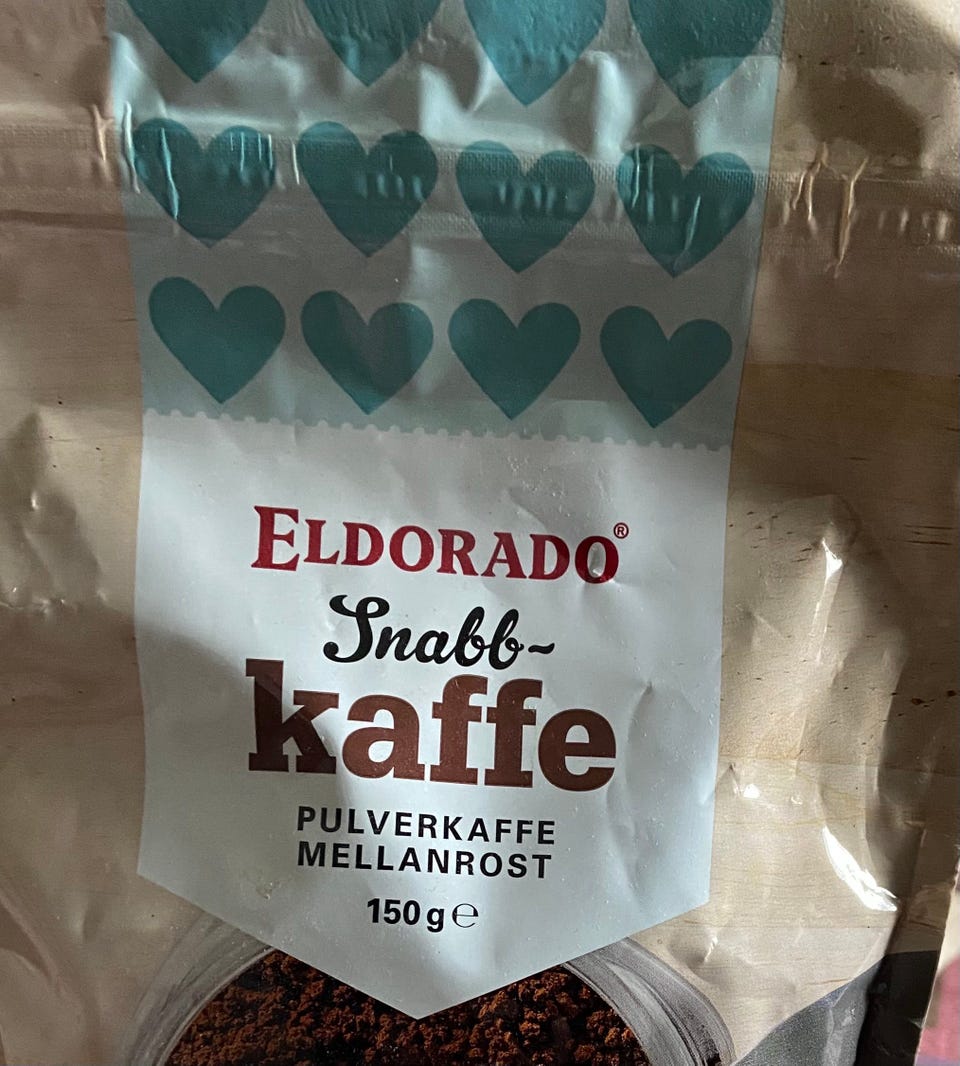 ELDORADO®
Snabb-
kaffe
PULVERKAFFE
MELLANROST
150 g ℮